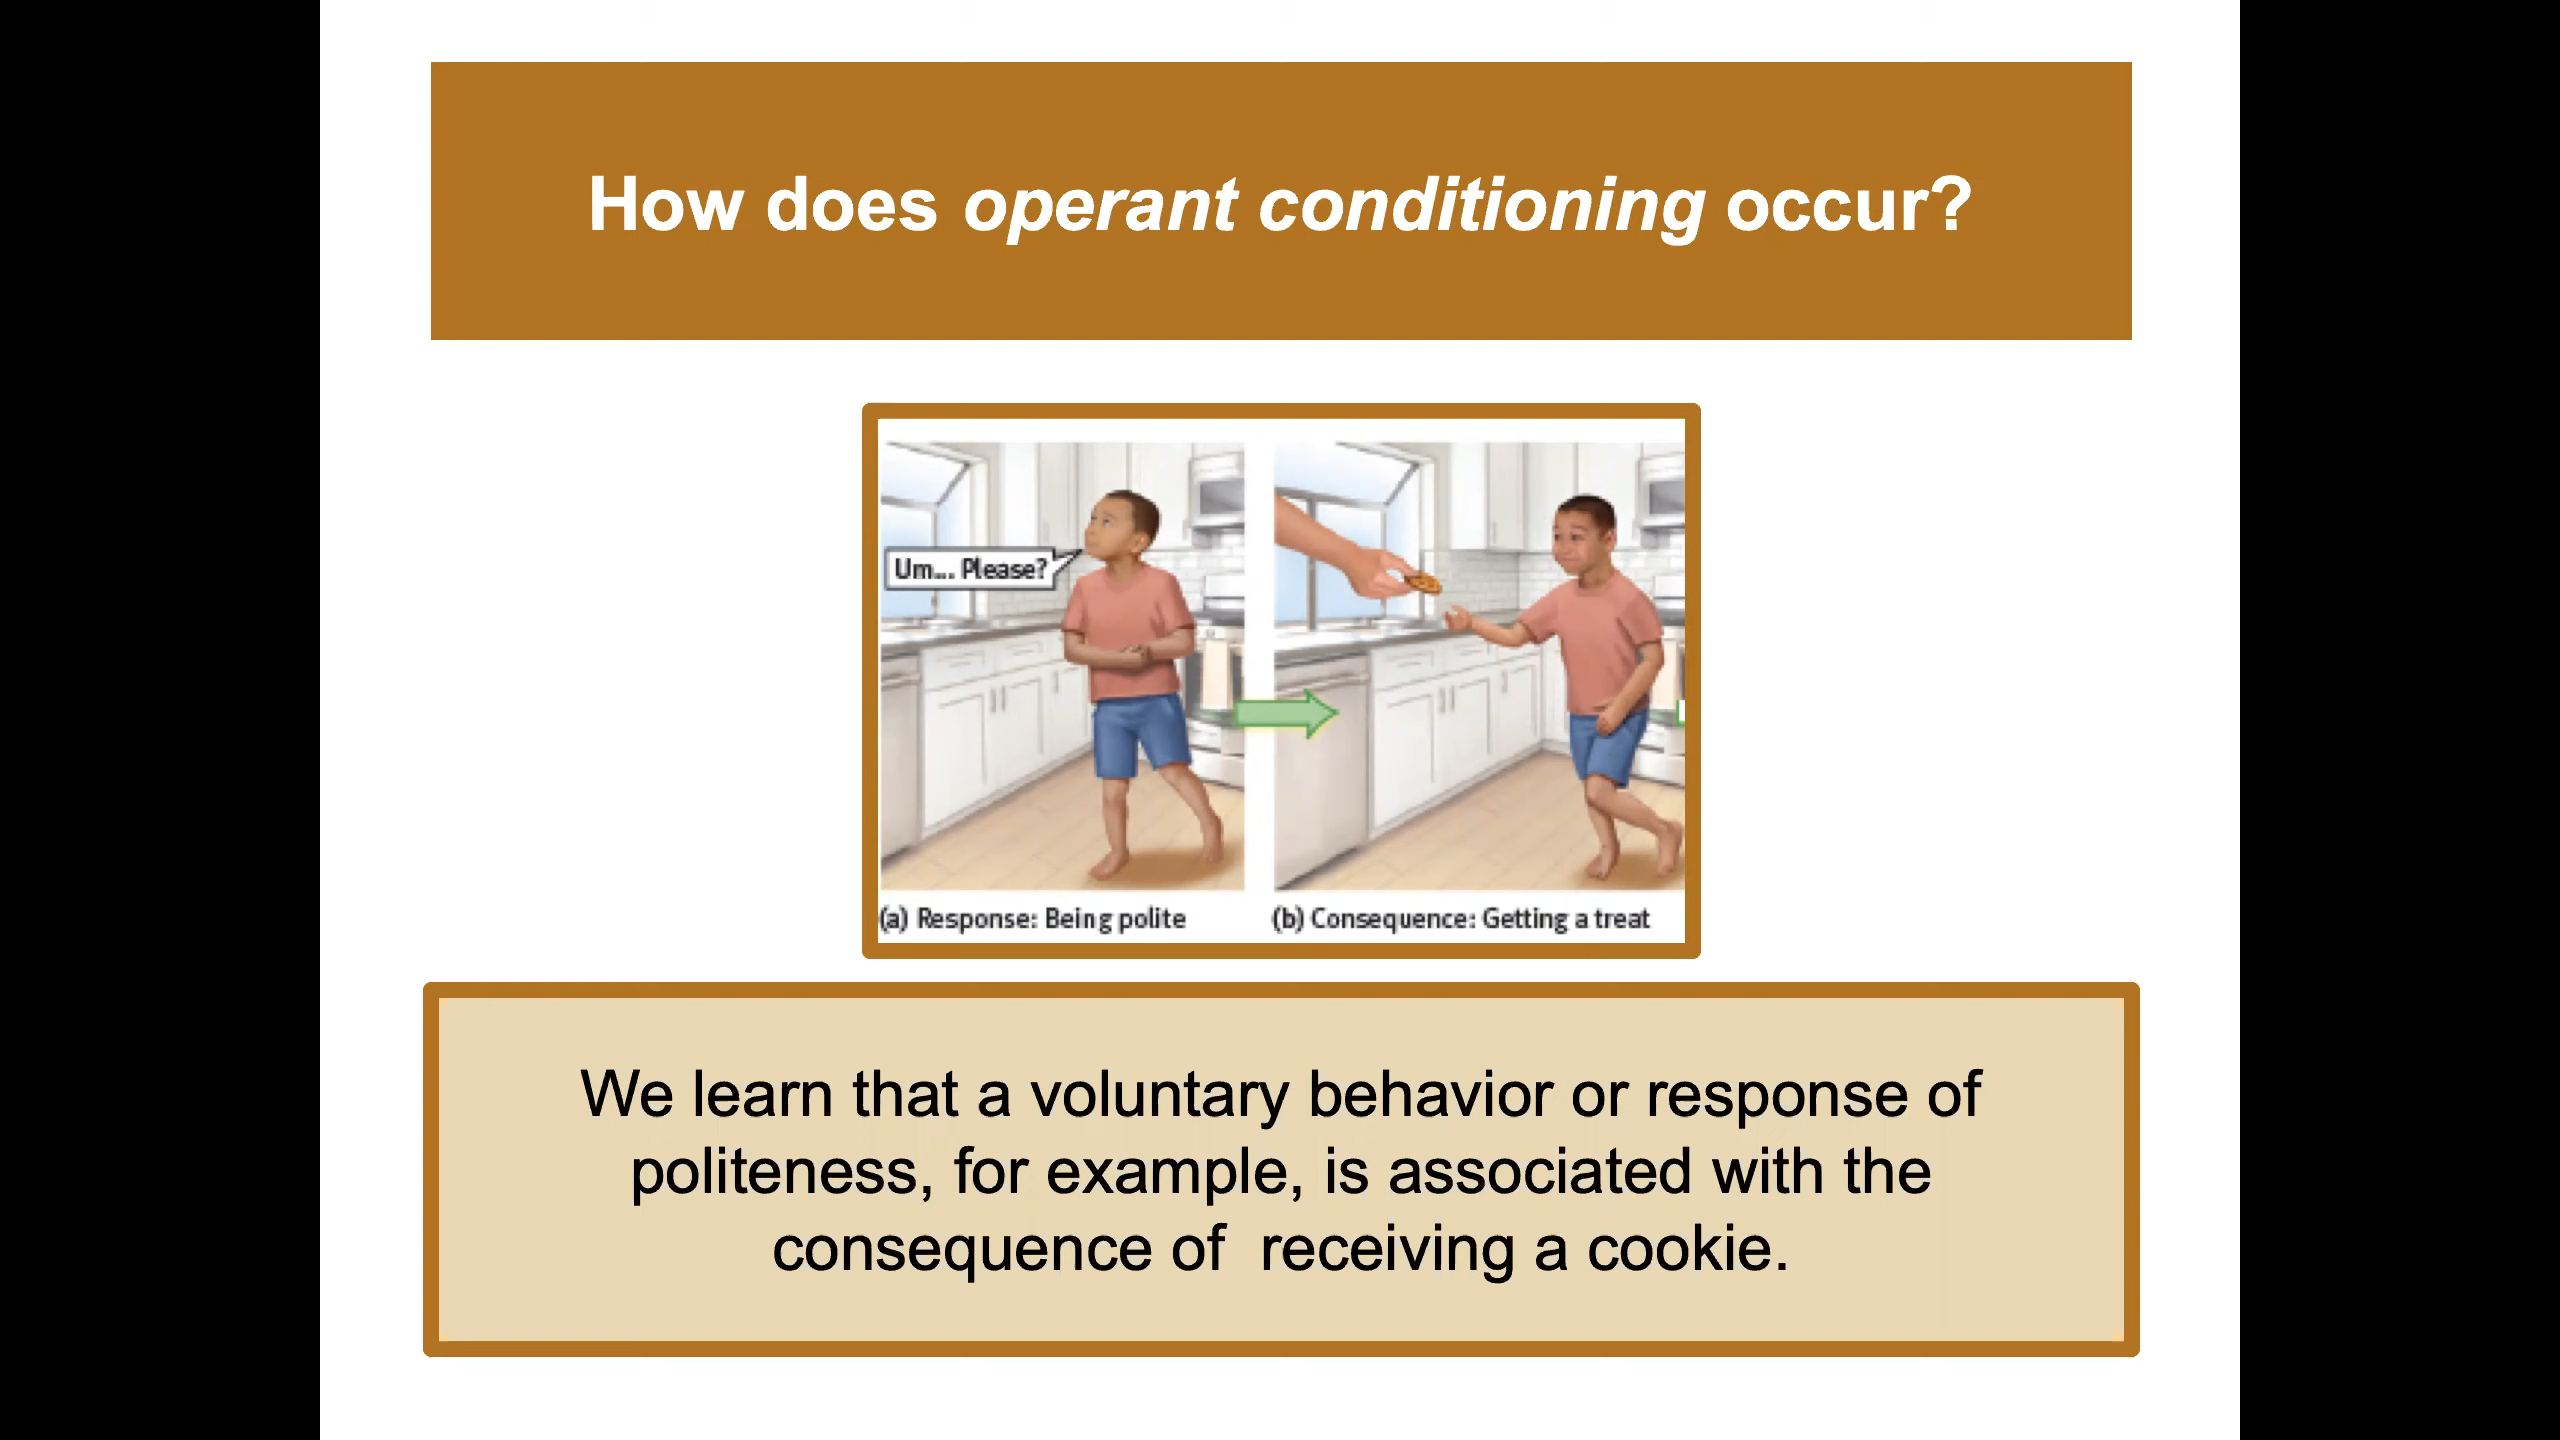 How does operant conditioning occur?
Um... Please?
(a) Response: Being polite
(b) Consequence: Getting a treat
We learn that a voluntary behavior or response of
politeness, for example, is associated with the
consequence of  receiving a cookie.